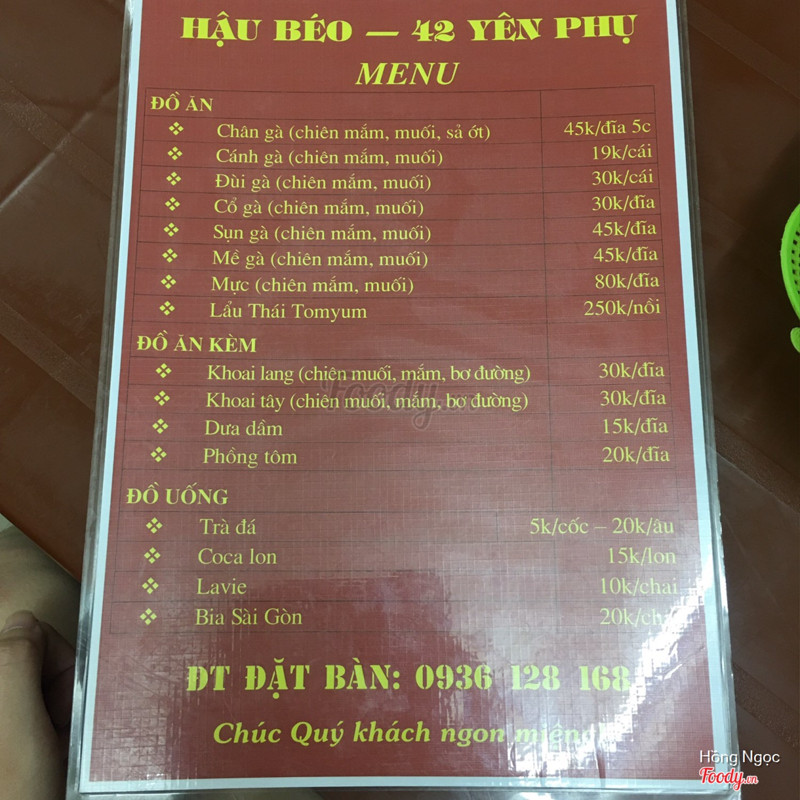 HẬU BÉO — 42 YÊN PHỤ
MENU
ĐỒ ĂN
❖ Chân gà (chiên mắm, muối, sả ớt) 45k/đĩa 5c
❖ Cánh gà (chiên mắm, muối) 19k/cái
❖ Đùi gà (chiên mắm, muối) 30k/cái
❖ Cổ gà (chiên mắm, muối) 30k/đĩa
❖ Sụn gà (chiên mắm, muối) 45k/đĩa
❖ Mề gà (chiên mắm, muối) 45k/đĩa
❖ Mực (chiên mắm, muối) 80k/đĩa
❖ Lẩu Thái Tomyum 250k/nồi
ĐỒ ĂN KÈM
❖ Khoai lang (chiên muối, mắm, bơ đường) 30k/đĩa
❖ Khoai tây (chiên muối, mắm, bơ đường) 30k/đĩa
❖ Dưa dầm 15k/đĩa
❖ Phồng tôm 20k/đĩa
ĐỒ UỐNG
❖ Trà đá 5k/cốc – 20k/âu
❖ Coca lon 15k/lon
❖ Lavie 10k/chai
❖ Bia Sài Gòn 20k/chai
ĐT ĐẶT BÀN: 0936 128 168
Chúc Quý khách ngon miệng
Foody.vn
Hồng Ngọc
Foody.vn